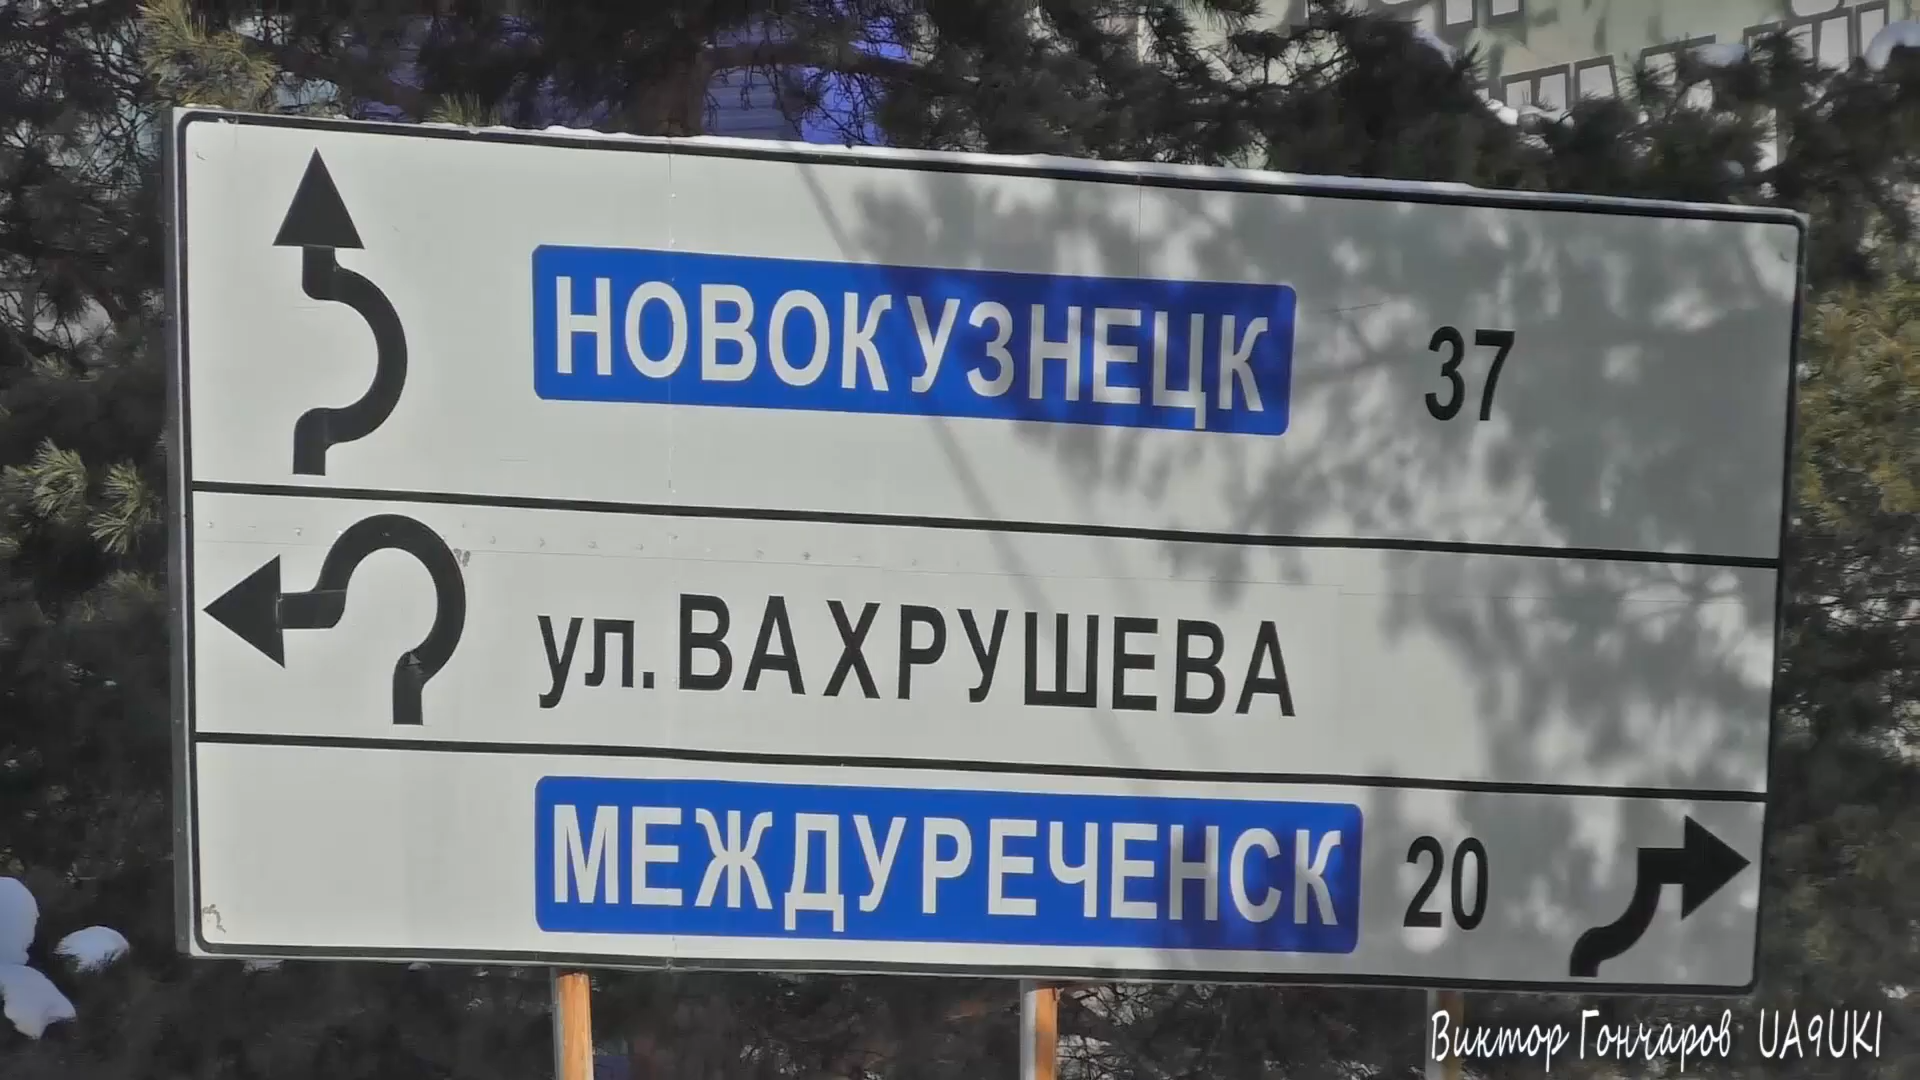 НОВОКУЗНЕЦК 37
ул. ВАХРУШЕВА
МЕЖДУРЕЧЕНСК 20
Виктор Гончаров UA9UKI